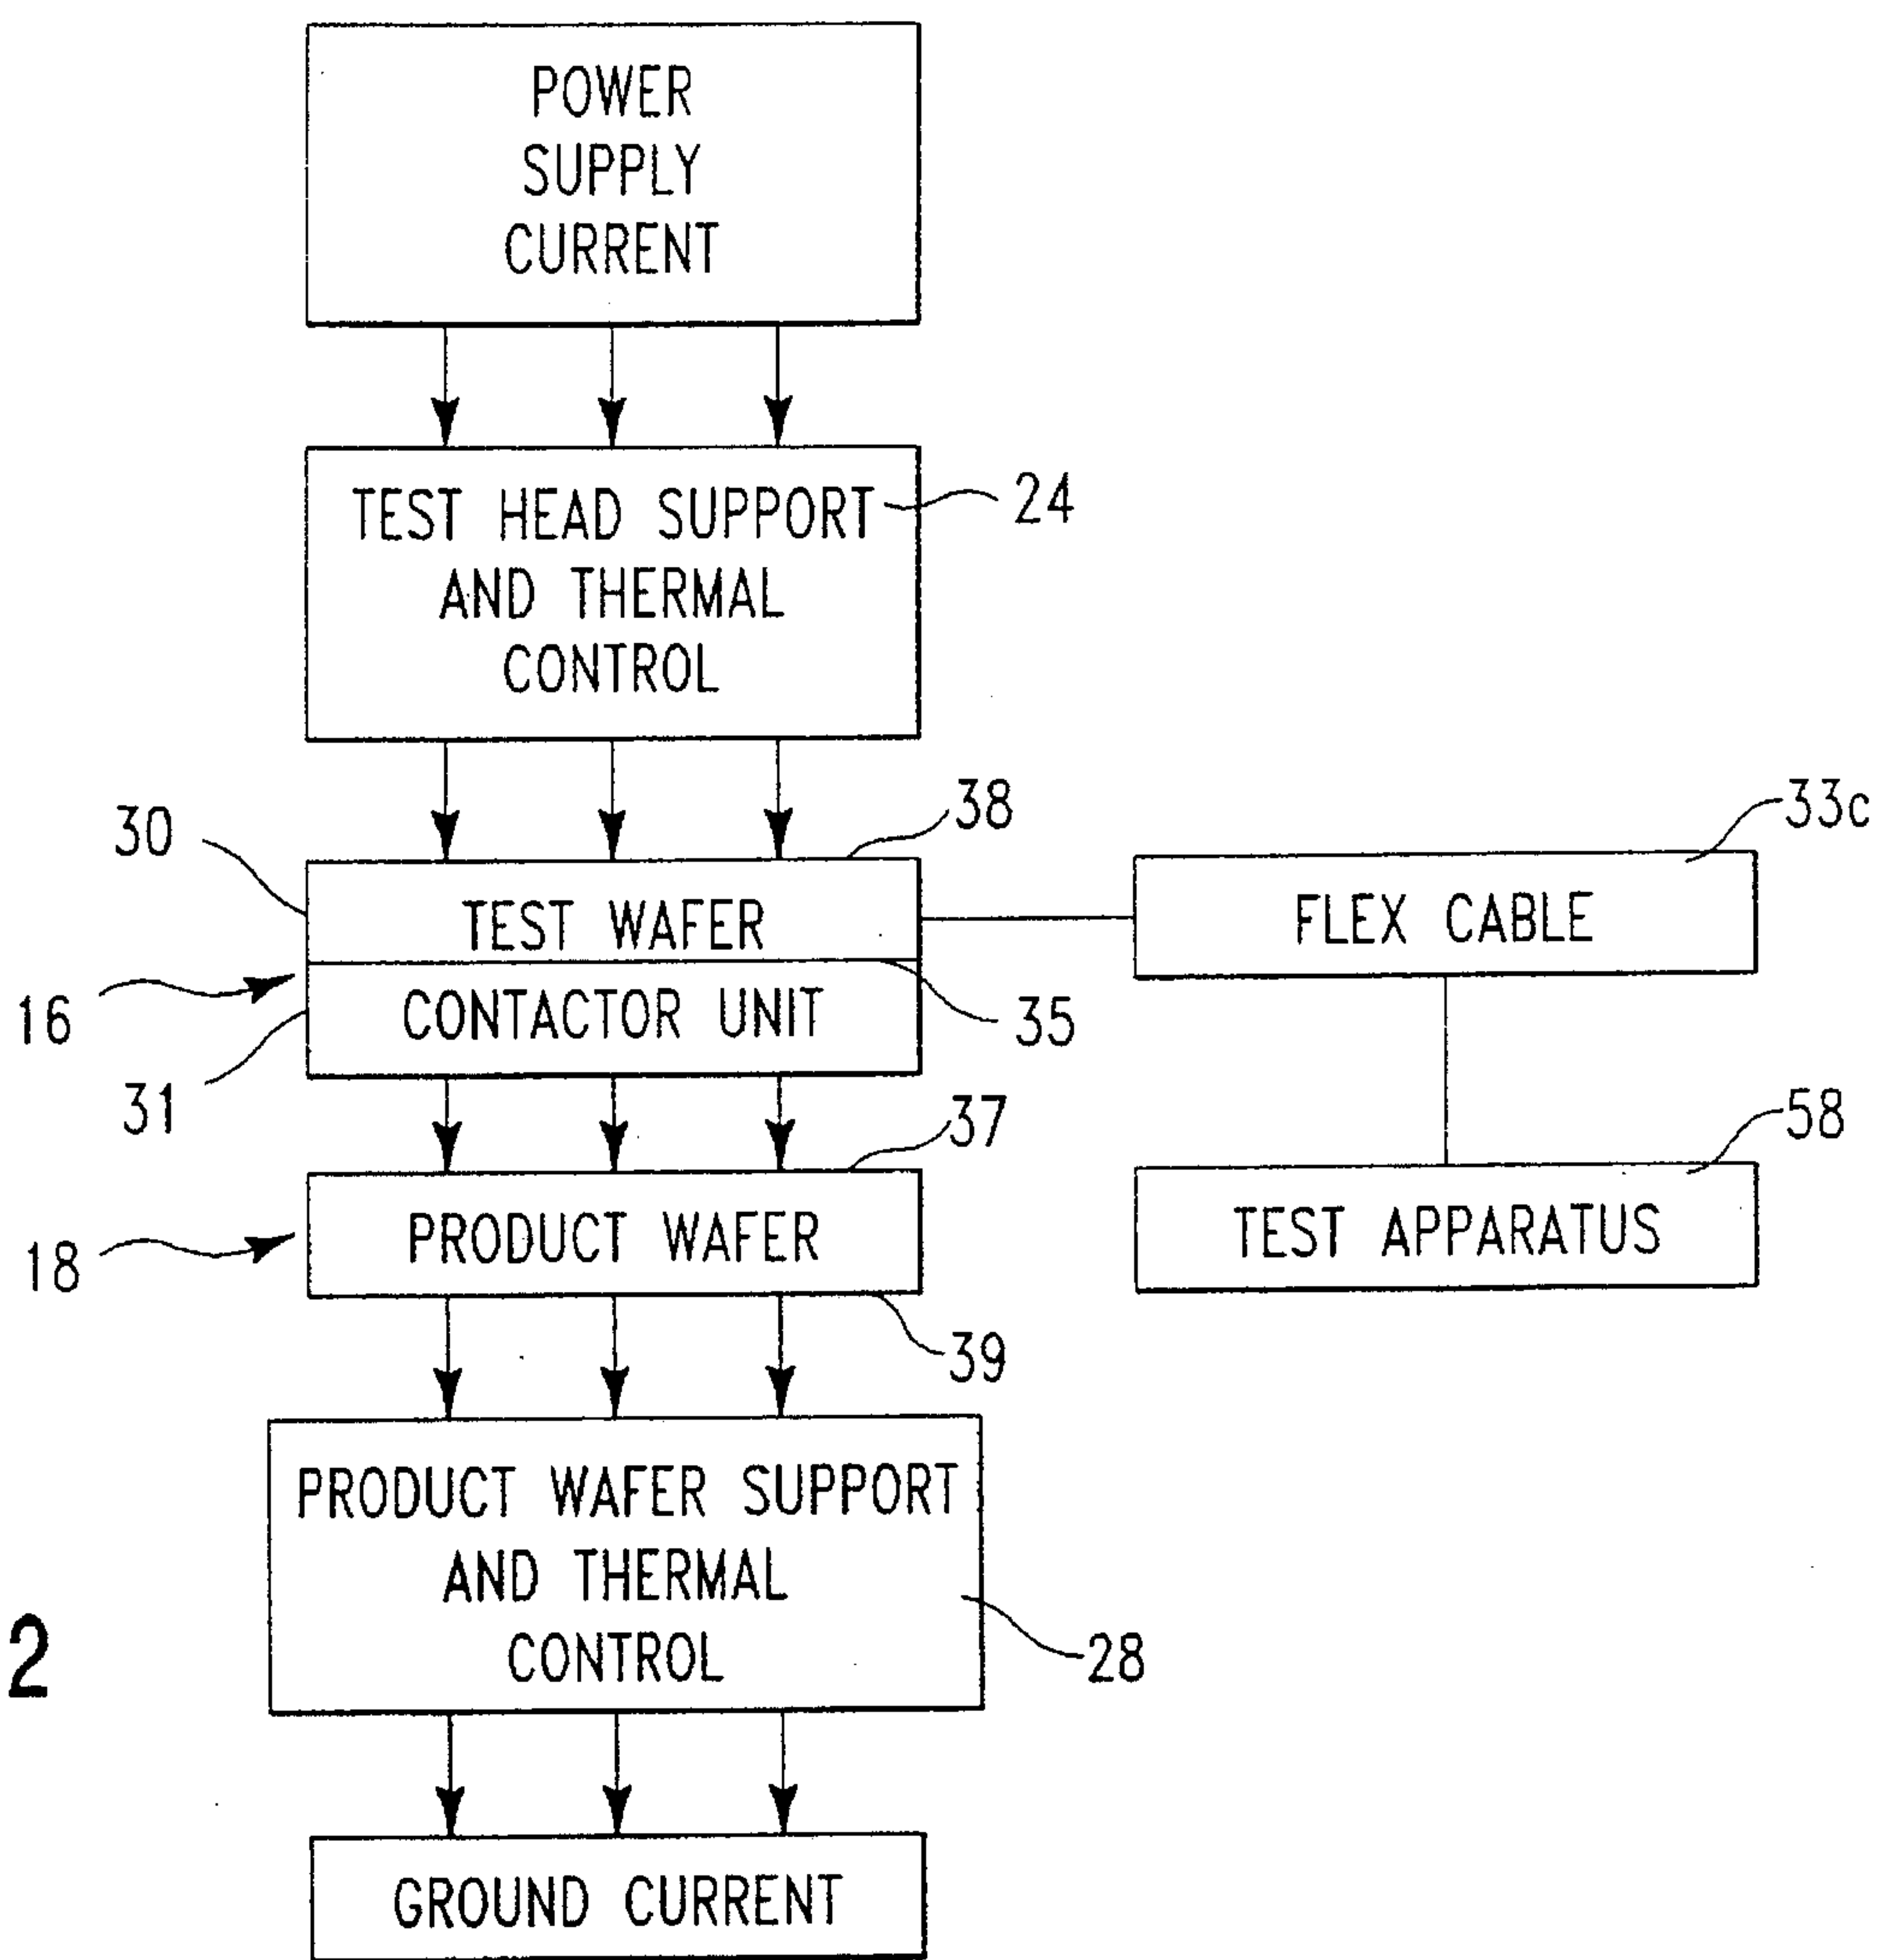 POWER
SUPPLY
CURRENT
TEST HEAD SUPPORT
AND THERMAL
CONTROL
24
38
33c
30
TEST WAFER
FLEX CABLE
16
CONTACTOR UNIT
35
31
37
58
18
PRODUCT WAFER
TEST APPARATUS
39
PRODUCT WAFER SUPPORT
AND THERMAL
CONTROL
28
2
GROUND CURRENT